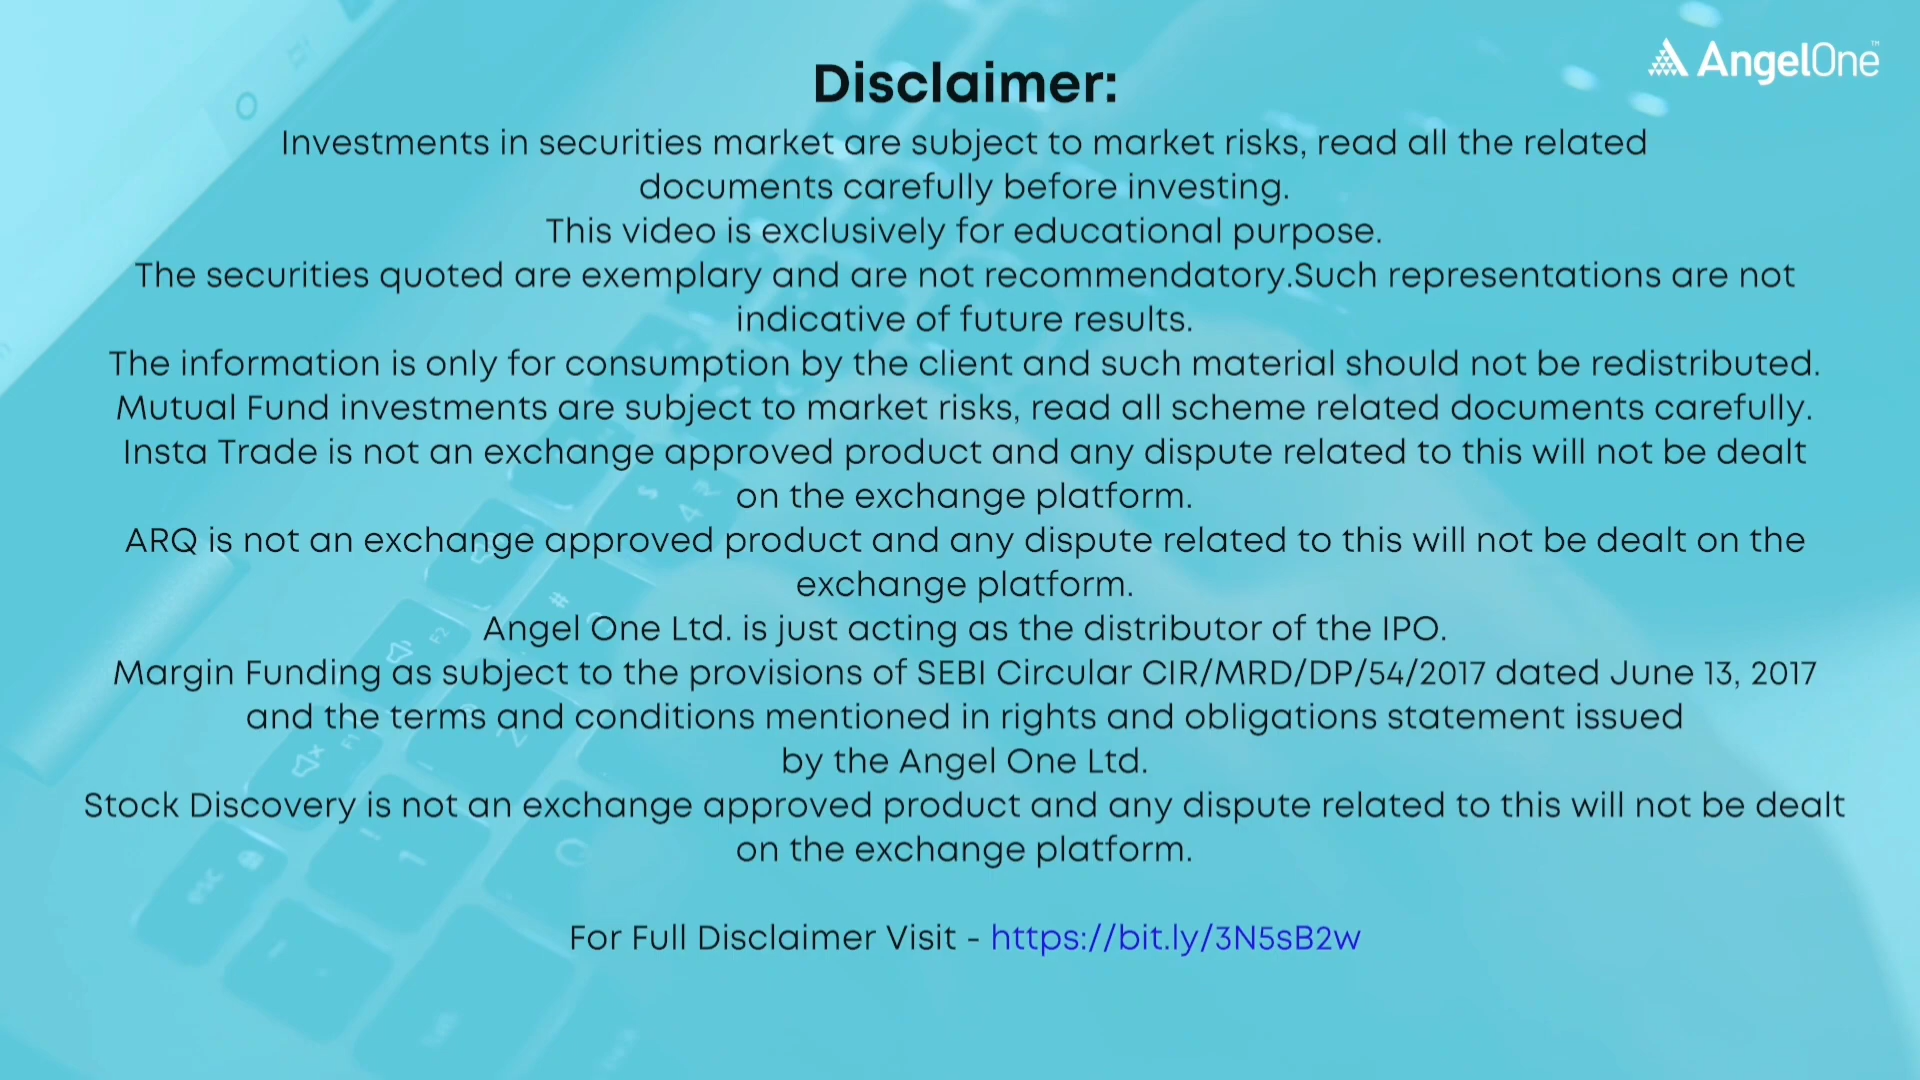 AngelOne™
Disclaimer:
Investments in securities market are subject to market risks, read all the related
documents carefully before investing.
This video is exclusively for educational purpose.
The securities quoted are exemplary and are not recommendatory.Such representations are not
indicative of future results.
The information is only for consumption by the client and such material should not be redistributed.
Mutual Fund investments are subject to market risks, read all scheme related documents carefully.
Insta Trade is not an exchange approved product and any dispute related to this will not be dealt
on the exchange platform.
ARQ is not an exchange approved product and any dispute related to this will not be dealt on the
exchange platform.
Angel One Ltd. is just acting as the distributor of the IPO.
Margin Funding as subject to the provisions of SEBI Circular CIR/MRD/DP/54/2017 dated June 13, 2017
and the terms and conditions mentioned in rights and obligations statement issued
by the Angel One Ltd.
Stock Discovery is not an exchange approved product and any dispute related to this will not be dealt
on the exchange platform.
For Full Disclaimer Visit - https://bit.ly/3N5sB2w